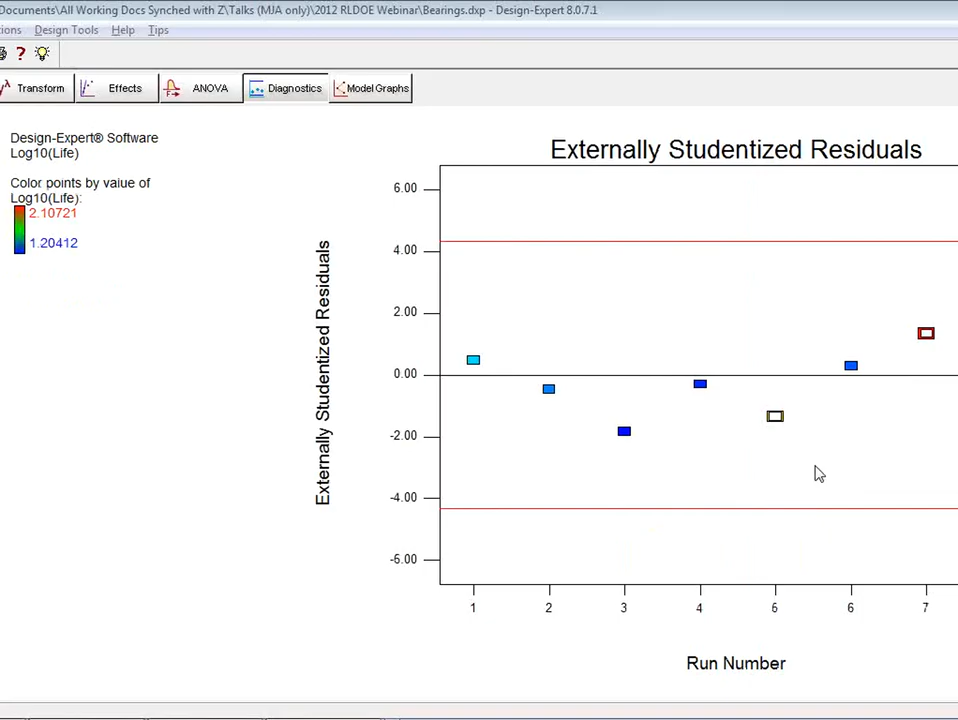 Documents\All Working Docs Synched with Z\Talks (MJA only)\2012 RLDOE Webinar\Bearings.dxp - Design-Expert 8.0.7.1
ions Design Tools Help Tips
Transform Effects ANOVA Diagnostics Model Graphs
Design-Expert® Software
Log10(Life)
Color points by value of
Log10(Life):
2.10721
1.20412
Externally Studentized Residuals
Externally Studentized Residuals
6.00
4.00
2.00
0.00
-2.00
-4.00
-6.00
1 2 3 4 6 6 7
Run Number